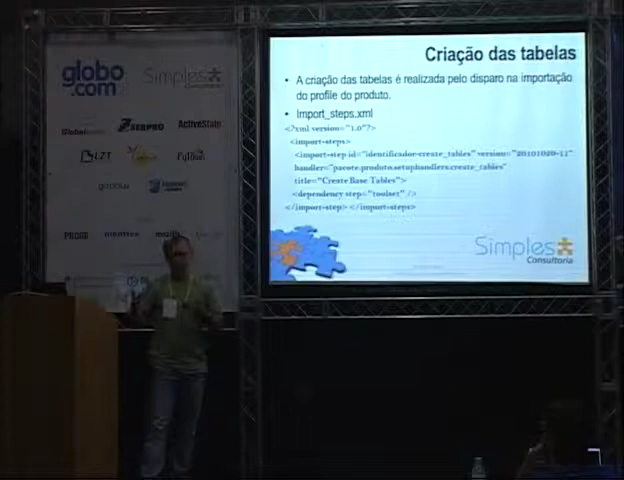 globo
.com
Simples
Consultoria
SERPRO
ActiveState
LZT
Python
Criação das tabelas
• A criação das tabelas é realizada pelo disparo na importação
do profile do produto.
• Import_steps.xml
<?xml version="1.0"?>
<import-steps>
<import-step id="identificador-create_tables" version="20101020-11"
handler="pacote.produto.setuphandlers.create_tables"
title="Create Base Tables">
<dependency step="toolset" />
</import-step> </import-steps>
Simples
Consultoria